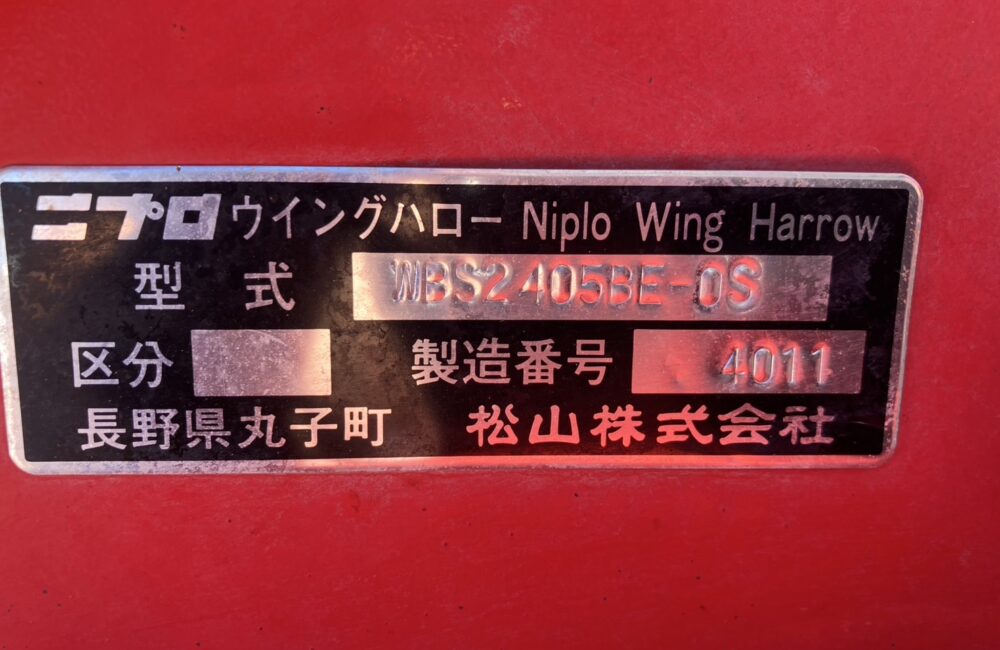 ニプロ ウイングハロー Niplo Wing Harrow
型式 WBS2405BE-0S
区分 製造番号 4011
長野県丸子町 松山株式会社